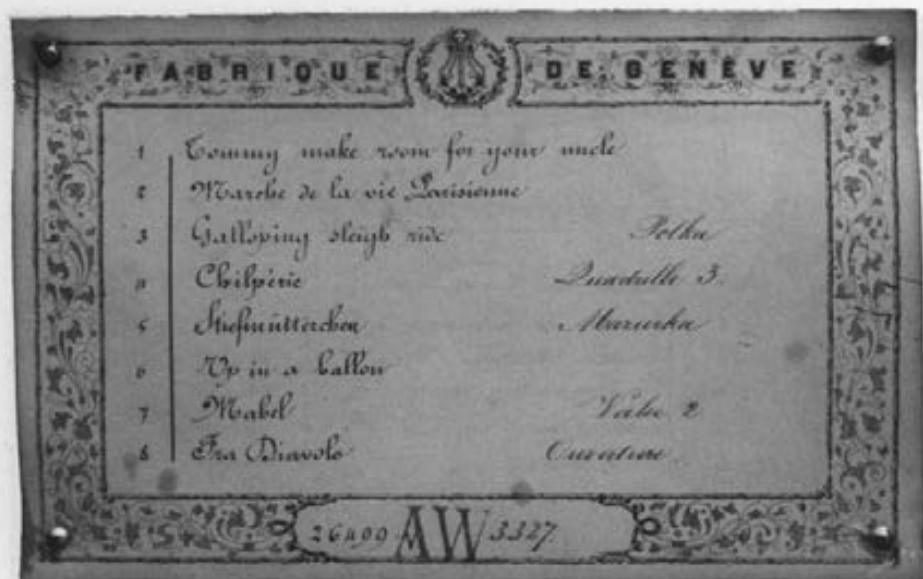 FABRIQUE DE GENÈVE
1 Tommy make room for your uncle
2 Marche de la vie Parisienne
3 Galloping sleigh ride Polka
4 Chilpéric Quadrille 3
5 Stiefmütterchen Mazurka
6 Up in a ballon
7 Mabel Valse 2
8 Fra Diavolo Ouverture
26400 AW 3327.